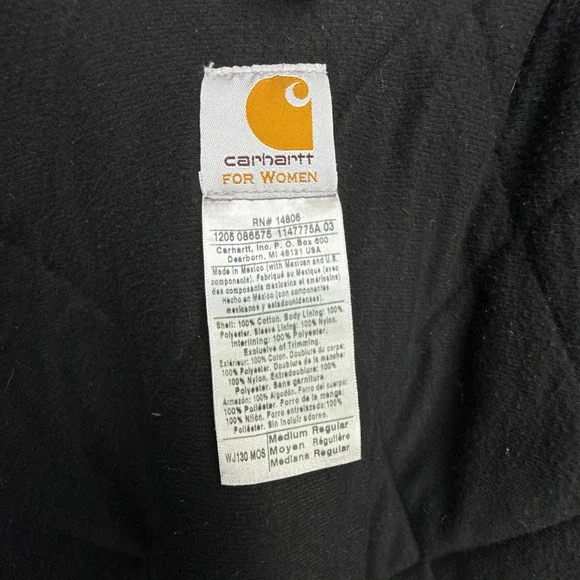 carhartt
FOR WOMEN
RN# 14806
1205 086575 1147775A 03
Carhartt, Inc. P. O. Box 600
Dearborn, MI 48121 USA
Made in Mexico (with Mexican and U.S.
components). Fabriqué au Mexique (avec
des composants mexicains et américains)
Hecho en México (con componentes
mexicanos y estadounidenses).
Shell: 100% Cotton. Body Lining: 100%
Polyester. Sleeve Lining: 100% Nylon.
Interlining: 100% Polyester.
Exclusive of Trimming.
Extérieur: 100% Coton. Doublure du corps:
100% Polyester. Doublure de la manche:
100% Nylon. Entredoublure: 100%
Polyester. Sans garniture.
Armazón: 100% Algodón. Forro del cuerpo:
100% Poliéster. Forro de la manga:
100% Nilón. Forro entrelazado: 100%
Poliéster. Sin incluir adorno.
WJ130 MOS
Medium Regular
Moyen Régulière
Mediana Regular